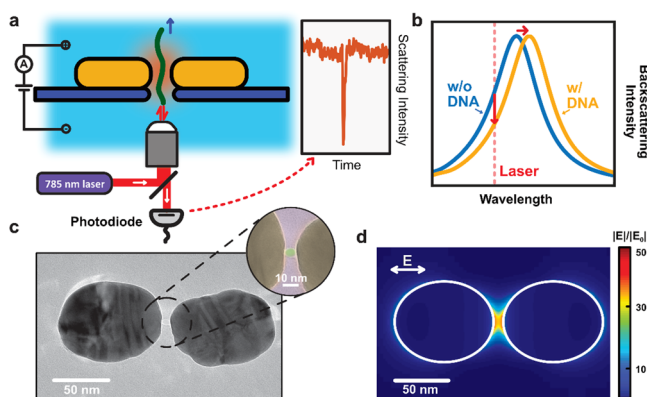 a
A
785 nm laser
Photodiode
Scattering Intensity
Time
b
w/o
DNA
w/
DNA
Laser
Wavelength
Backscattering
Intensity
c
10 nm
50 nm
d
E
|E|/|E₀|
50
30
10
50 nm